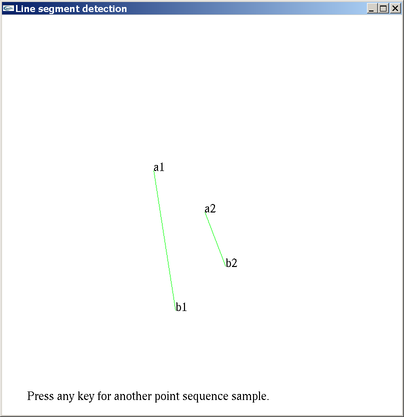 Line segment detection
a1
a2
b2
b1
Press any key for another point sequence sample.